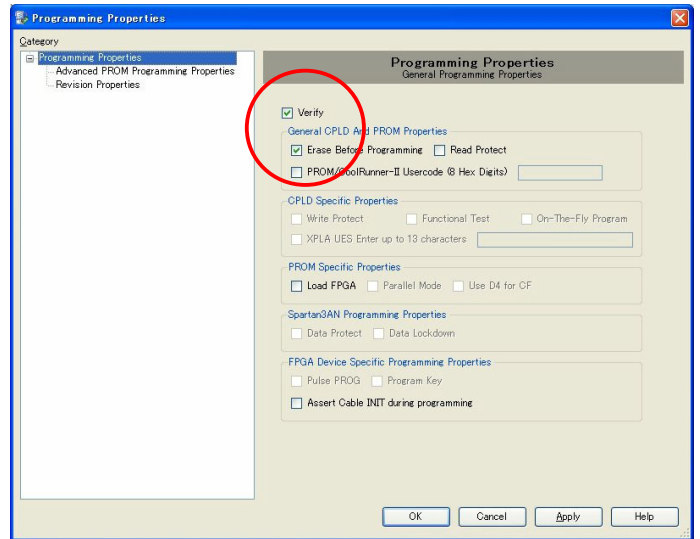 Programming Properties
Category
Programming Properties
Advanced PROM Programming Properties
Revision Properties
Programming Properties
General Programming Properties
Verify
General CPLD And PROM Properties
Erase Before Programming Read Protect
PROM/CoolRunner-II Usercode (8 Hex Digits)
CPLD Specific Properties
Write Protect Functional Test On-The-Fly Program
XPLA UES Enter up to 13 characters
PROM Specific Properties
Load FPGA Parallel Mode Use D4 for CF
Spartan3AN Programming Properties
Data Protect Data Lockdown
FPGA Device Specific Programming Properties
Pulse PROG Program Key
Assert Cable INIT during programming
OK Cancel Apply Help